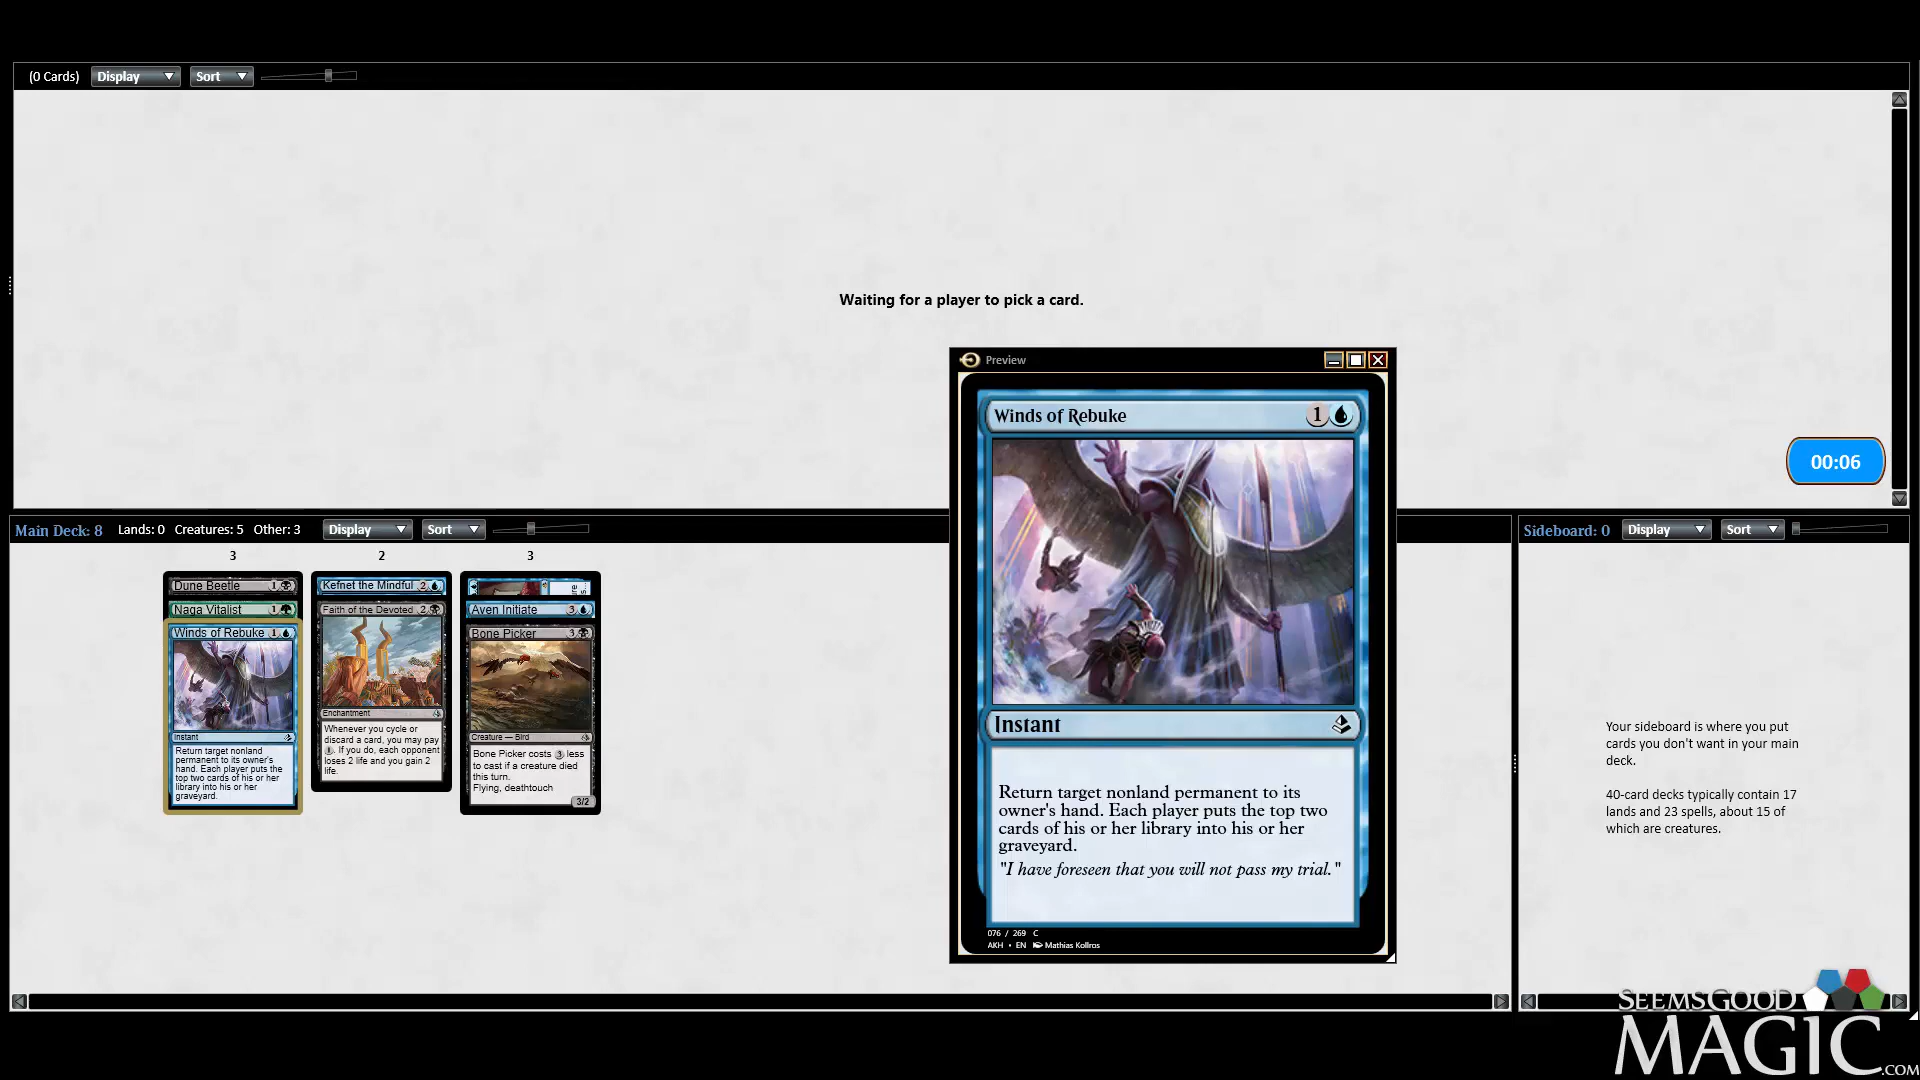 (0 Cards) Display Sort
Waiting for a player to pick a card.
Preview
Winds of Rebuke 1
Instant
Return target nonland permanent to its
owner's hand. Each player puts the top two
cards of his or her library into his or her
graveyard.
"I have foreseen that you will not pass my trial."
076 / 269 C
AKH • EN Mathias Kollros
00:06
Main Deck: 8 Lands: 0 Creatures: 5 Other: 3 Display Sort
3 2 3
Dune Beetle 1
Naga Vitalist 1
Winds of Rebuke 1
Instant
Return target nonland
permanent to its owner's
hand. Each player puts the
top two cards of his or her
library into his or her
graveyard.
Kefnet the Mindful 2
Faith of the Devoted 2
Enchantment
Whenever you cycle or
discard a card, you may pay
1. If you do, each opponent
loses 2 life and you gain 2
life.
Aven Initiate 3
Bone Picker 3
Creature — Bird
Bone Picker costs 3 less
to cast if a creature died
this turn.
Flying, deathtouch
3/2
Sideboard: 0 Display Sort
Your sideboard is where you put
cards you don't want in your main
deck.
40-card decks typically contain 17
lands and 23 spells, about 15 of
which are creatures.
SEEMSGOOD
MAGIC.COM